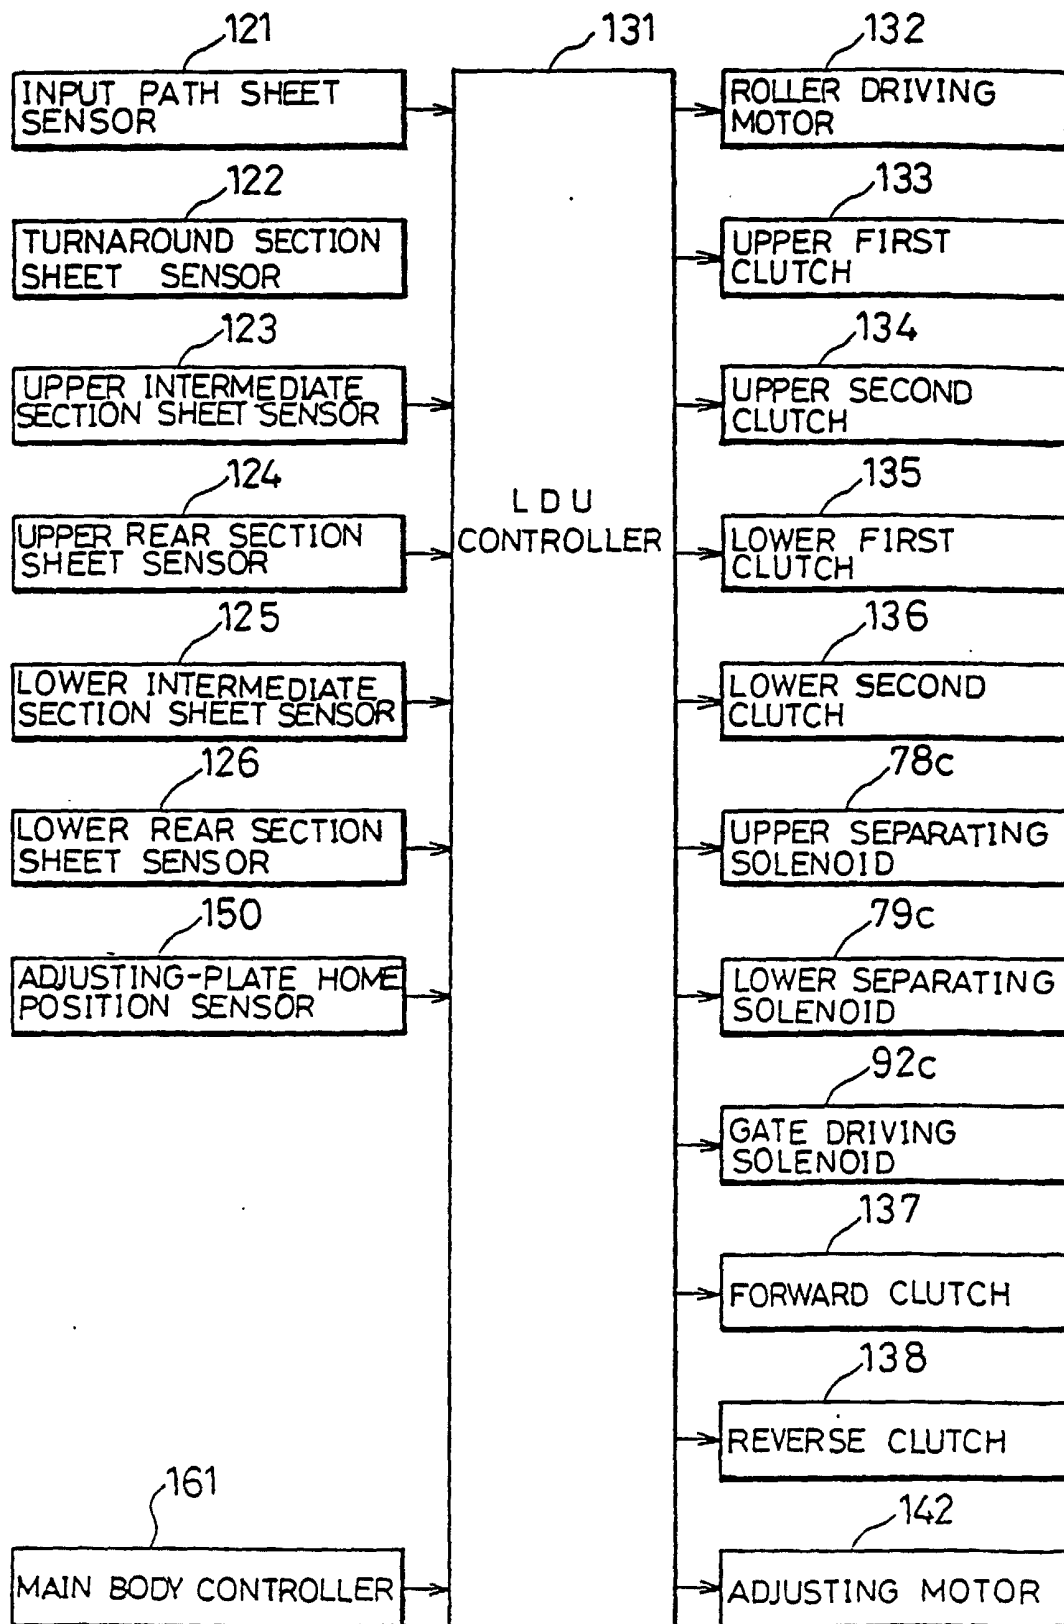 121
INPUT PATH SHEET
SENSOR
122
TURNAROUND SECTION
SHEET SENSOR
123
UPPER INTERMEDIATE
SECTION SHEET SENSOR
124
UPPER REAR SECTION
SHEET SENSOR
125
LOWER INTERMEDIATE
SECTION SHEET SENSOR
126
LOWER REAR SECTION
SHEET SENSOR
150
ADJUSTING-PLATE HOME
POSITION SENSOR
161
MAIN BODY CONTROLLER
131
LDU
CONTROLLER
132
ROLLER DRIVING
MOTOR
133
UPPER FIRST
CLUTCH
134
UPPER SECOND
CLUTCH
135
LOWER FIRST
CLUTCH
136
LOWER SECOND
CLUTCH
78c
UPPER SEPARATING
SOLENOID
79c
LOWER SEPARATING
SOLENOID
92c
GATE DRIVING
SOLENOID
137
FORWARD CLUTCH
138
REVERSE CLUTCH
142
ADJUSTING MOTOR